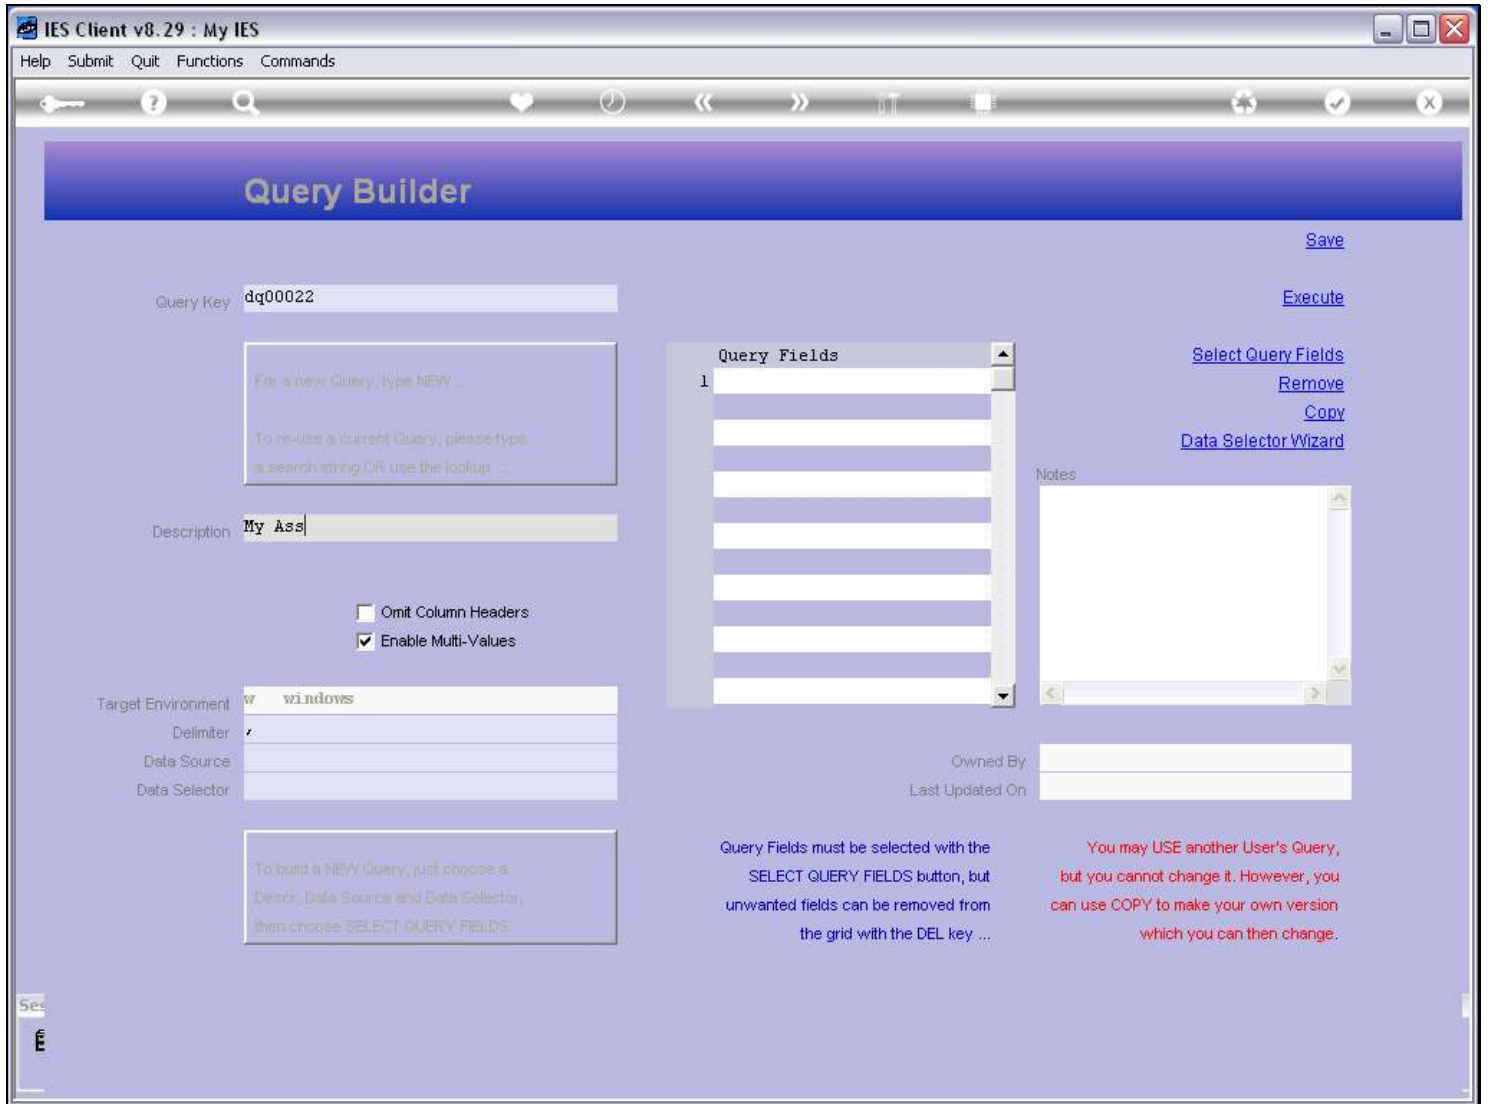 IES Client v8.29 : My IES
Help Submit Quit Functions Commands
Query Builder
Save
Query Key dq00022
Execute
For a new Query, type NEW ...
To re-use a current Query, please type
a search string OR use the lookup ...
Query Fields
1
Select Query Fields
Remove
Copy
Data Selector Wizard
Notes
Description My Ass
Omit Column Headers
Enable Multi-Values
Target Environment w windows
Delimiter ,
Data Source
Data Selector
Owned By
Last Updated On
To build a NEW Query, just choose a
Descr, Data Source and Data Selector,
then choose SELECT QUERY FIELDS.
Query Fields must be selected with the
SELECT QUERY FIELDS button, but
unwanted fields can be removed from
the grid with the DEL key ...
You may USE another User's Query,
but you cannot change it. However, you
can use COPY to make your own version
which you can then change.